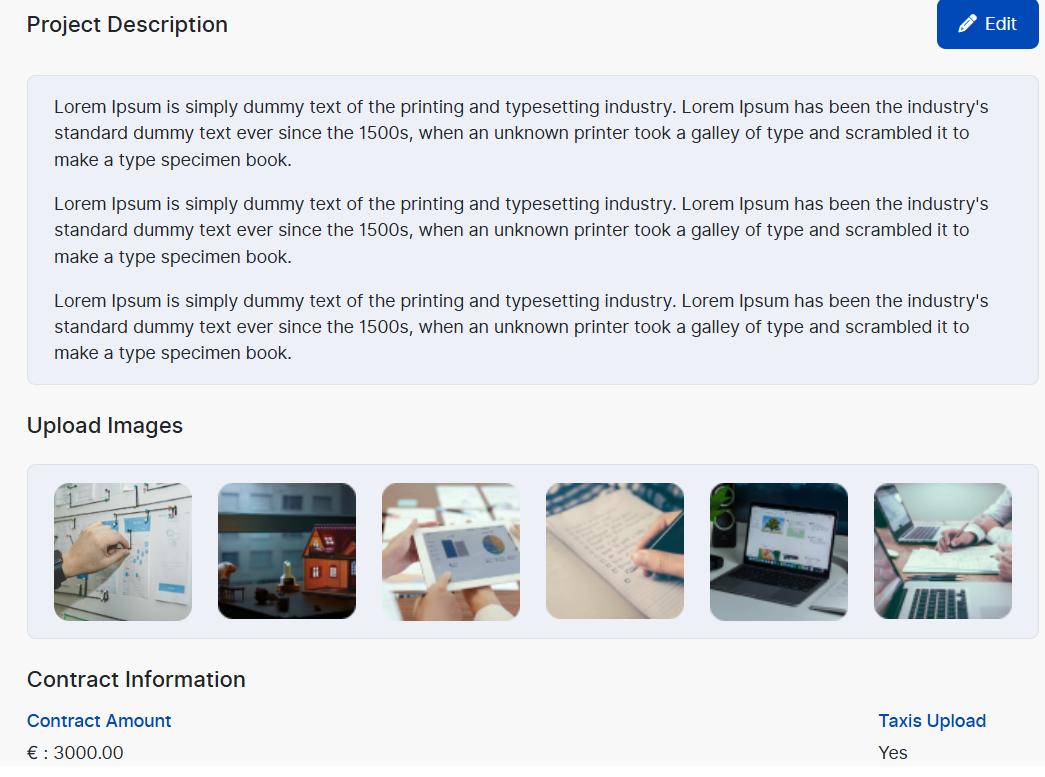 Project Description
Edit
Lorem Ipsum is simply dummy text of the printing and typesetting industry. Lorem Ipsum has been the industry's
standard dummy text ever since the 1500s, when an unknown printer took a galley of type and scrambled it to
make a type specimen book.
Lorem Ipsum is simply dummy text of the printing and typesetting industry. Lorem Ipsum has been the industry's
standard dummy text ever since the 1500s, when an unknown printer took a galley of type and scrambled it to
make a type specimen book.
Lorem Ipsum is simply dummy text of the printing and typesetting industry. Lorem Ipsum has been the industry's
standard dummy text ever since the 1500s, when an unknown printer took a galley of type and scrambled it to
make a type specimen book.
Upload Images
Contract Information
Contract Amount
Taxis Upload
€ : 3000.00
Yes